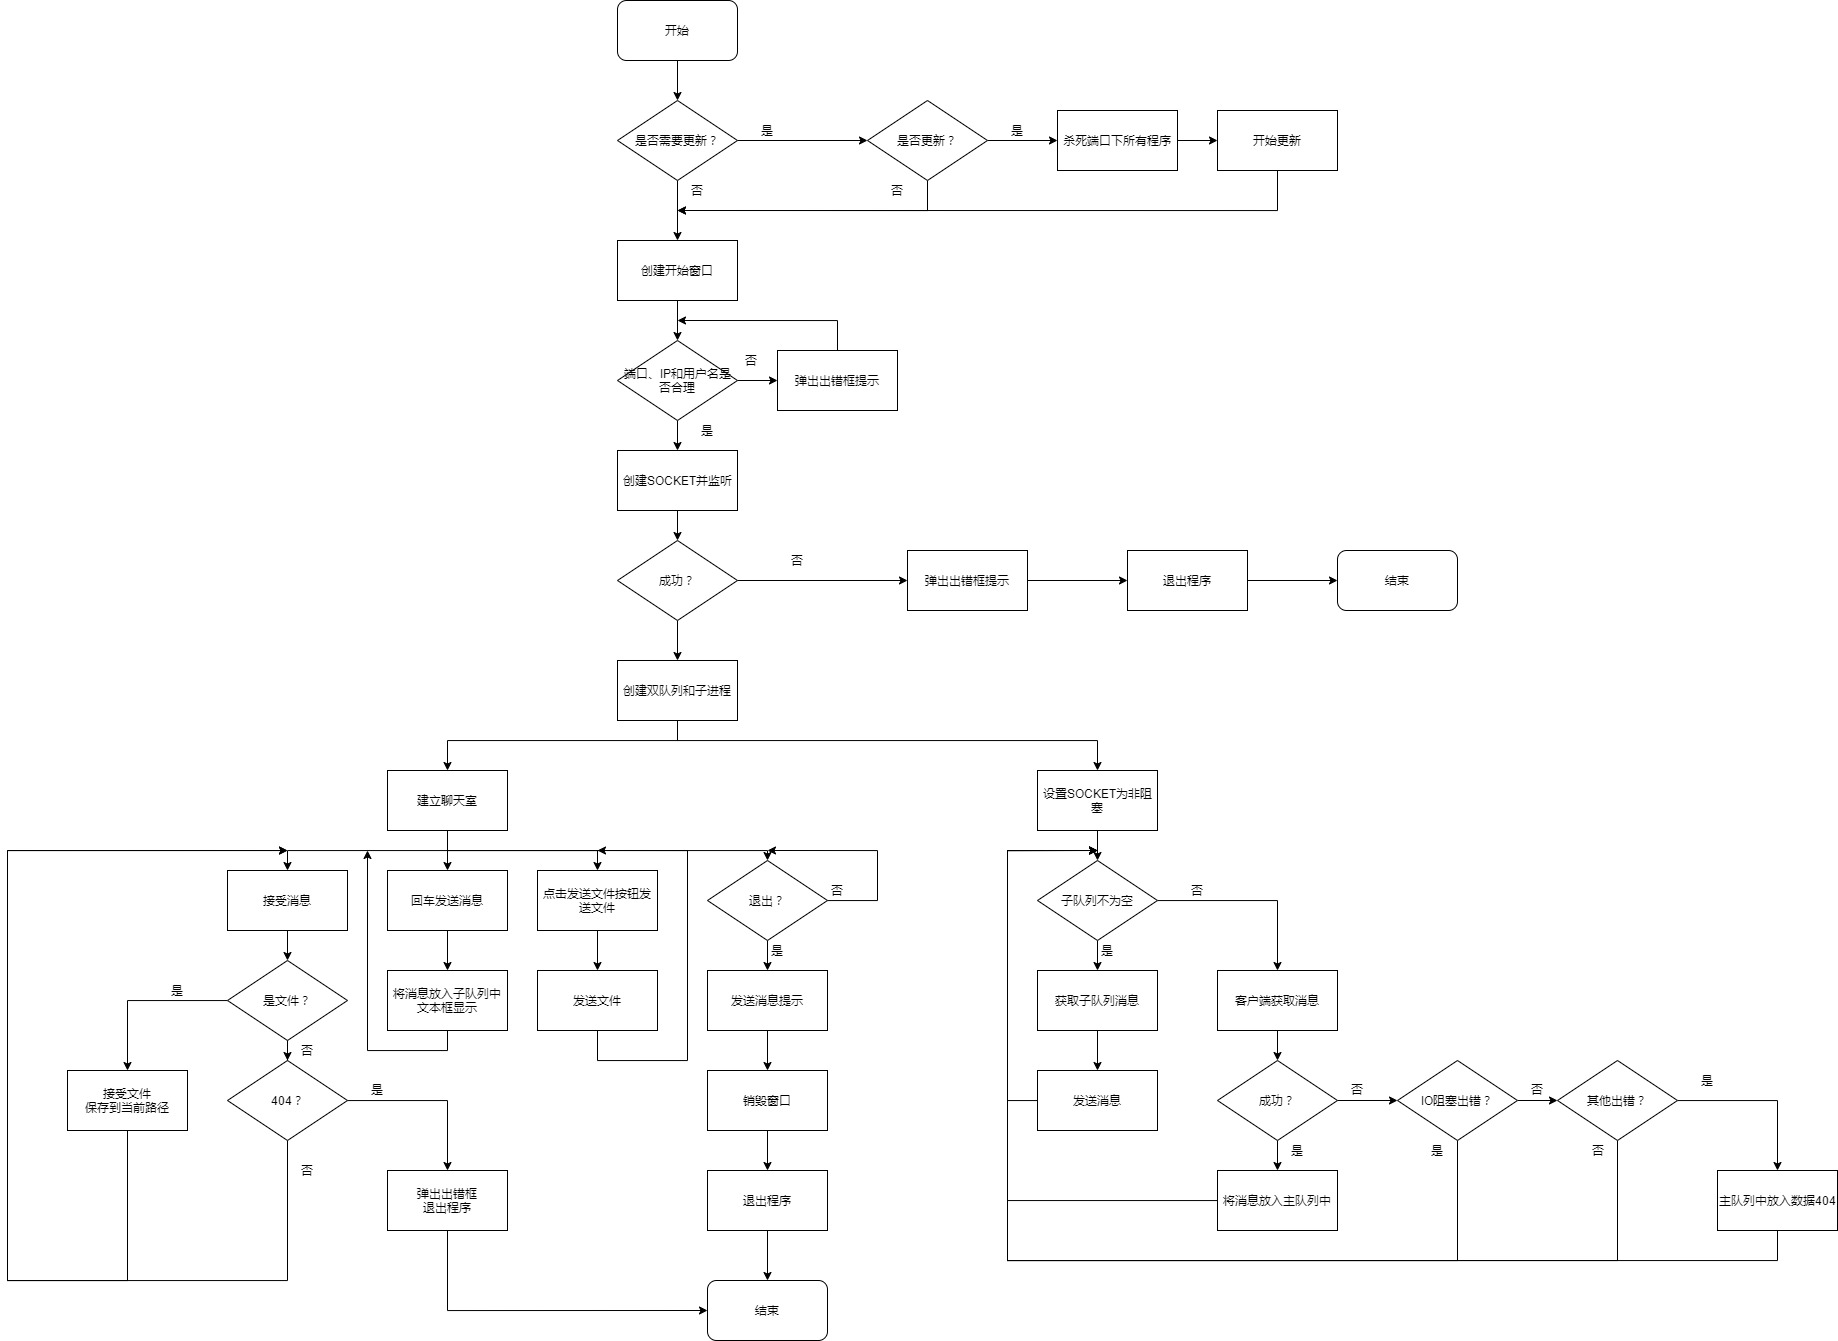 开始
是否需要更新？
是
是否更新？
是
杀死端口下所有程序
开始更新
否
否
创建开始窗口
端口、IP和用户名是
否合理
否
弹出出错框提示
是
创建SOCKET并监听
成功？
否
弹出出错框提示
退出程序
结束
创建双队列和子进程
建立聊天室
设置SOCKET为非阻
塞
接受消息
回车发送消息
点击发送文件按钮发
送文件
退出？
否
子队列不为空
否
是
是
是文件？
是
否
将消息放入子队列中
文本框显示
发送文件
发送消息提示
获取子队列消息
客户端获取消息
接受文件
保存到当前路径
404？
是
否
销毁窗口
发送消息
成功？
否
IO阻塞出错？
否
其他出错？
是
是
是
否
弹出出错框
退出程序
退出程序
将消息放入主队列中
主队列中放入数据404
结束